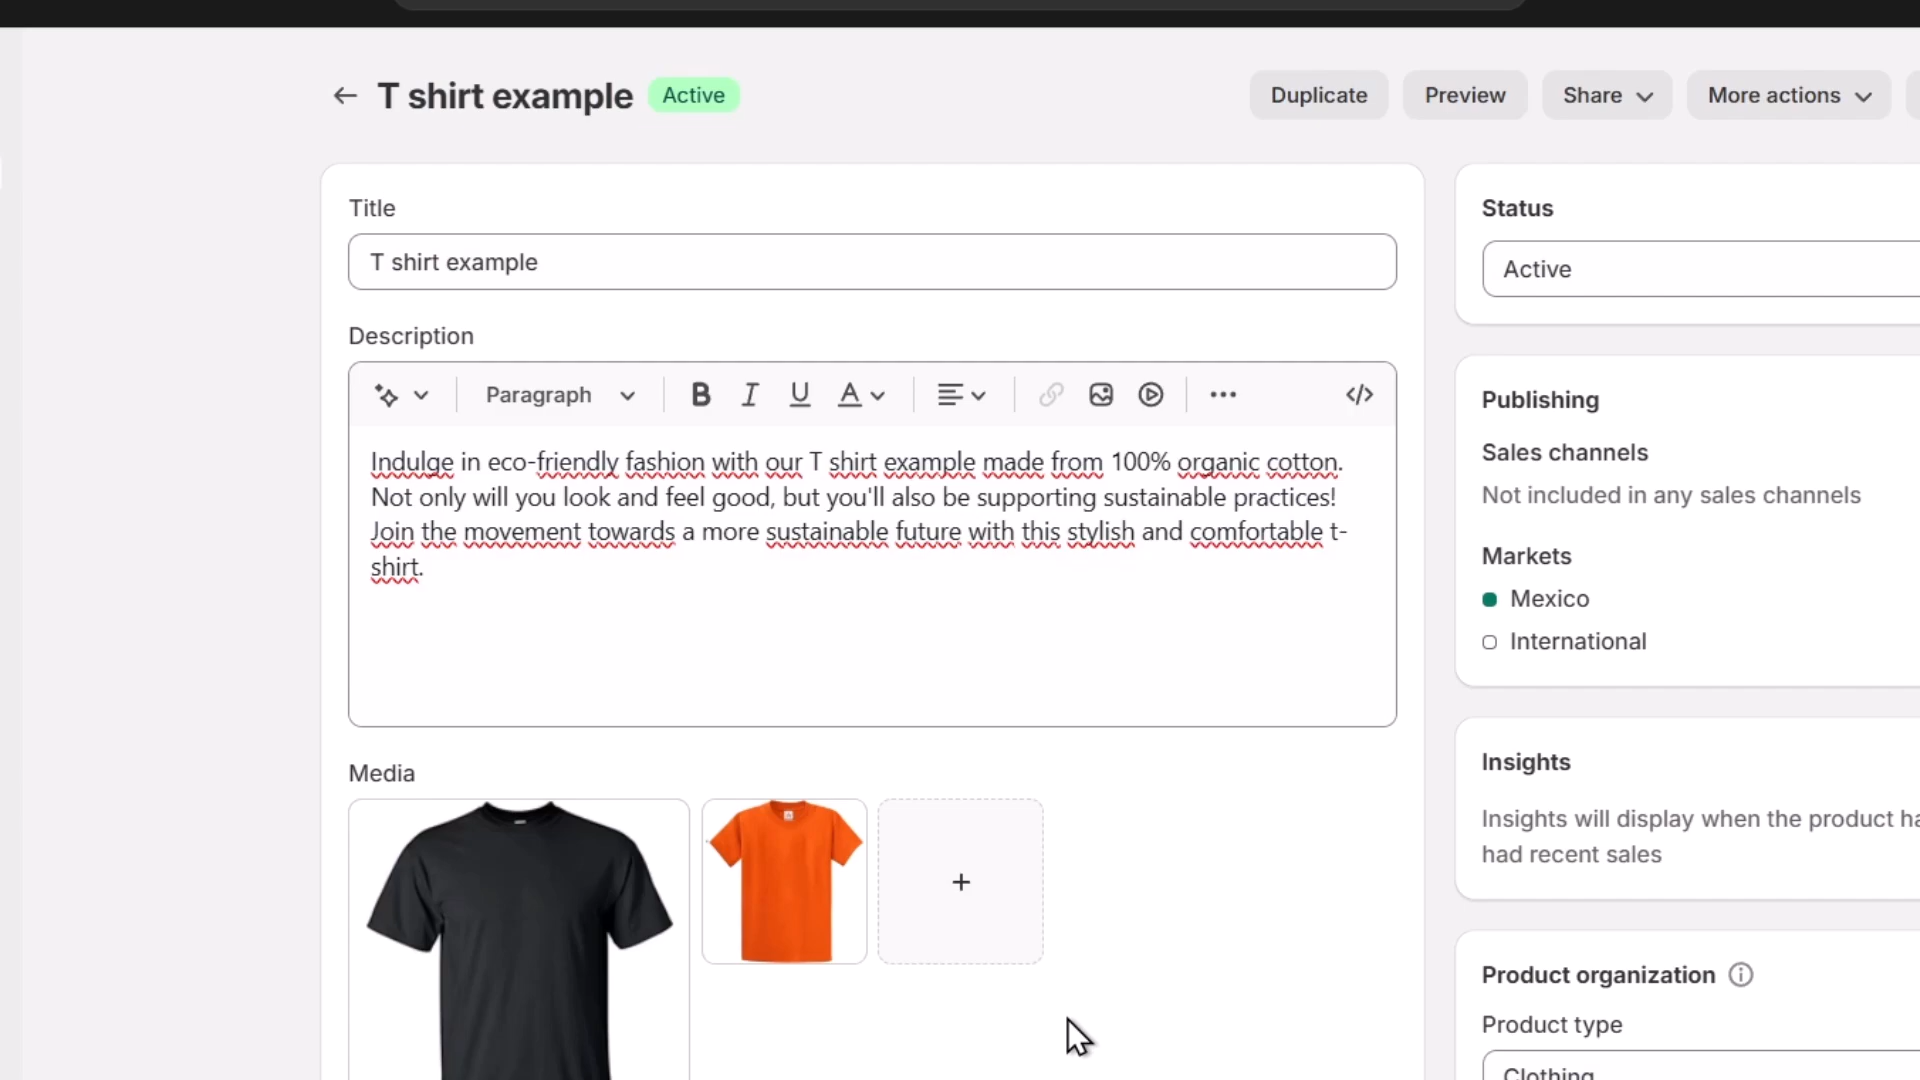 T shirt example
Active
Duplicate
Preview
Share
More actions
Title
T shirt example
Description
Paragraph
B I U A
Indulge in eco-friendly fashion with our T shirt example made from 100% organic cotton.
Not only will you look and feel good, but you'll also be supporting sustainable practices!
Join the movement towards a more sustainable future with this stylish and comfortable t-
shirt.
Media
Status
Active
Publishing
Sales channels
Not included in any sales channels
Markets
Mexico
International
Insights
Insights will display when the product
had recent sales
Product organization
Product type
Clothing